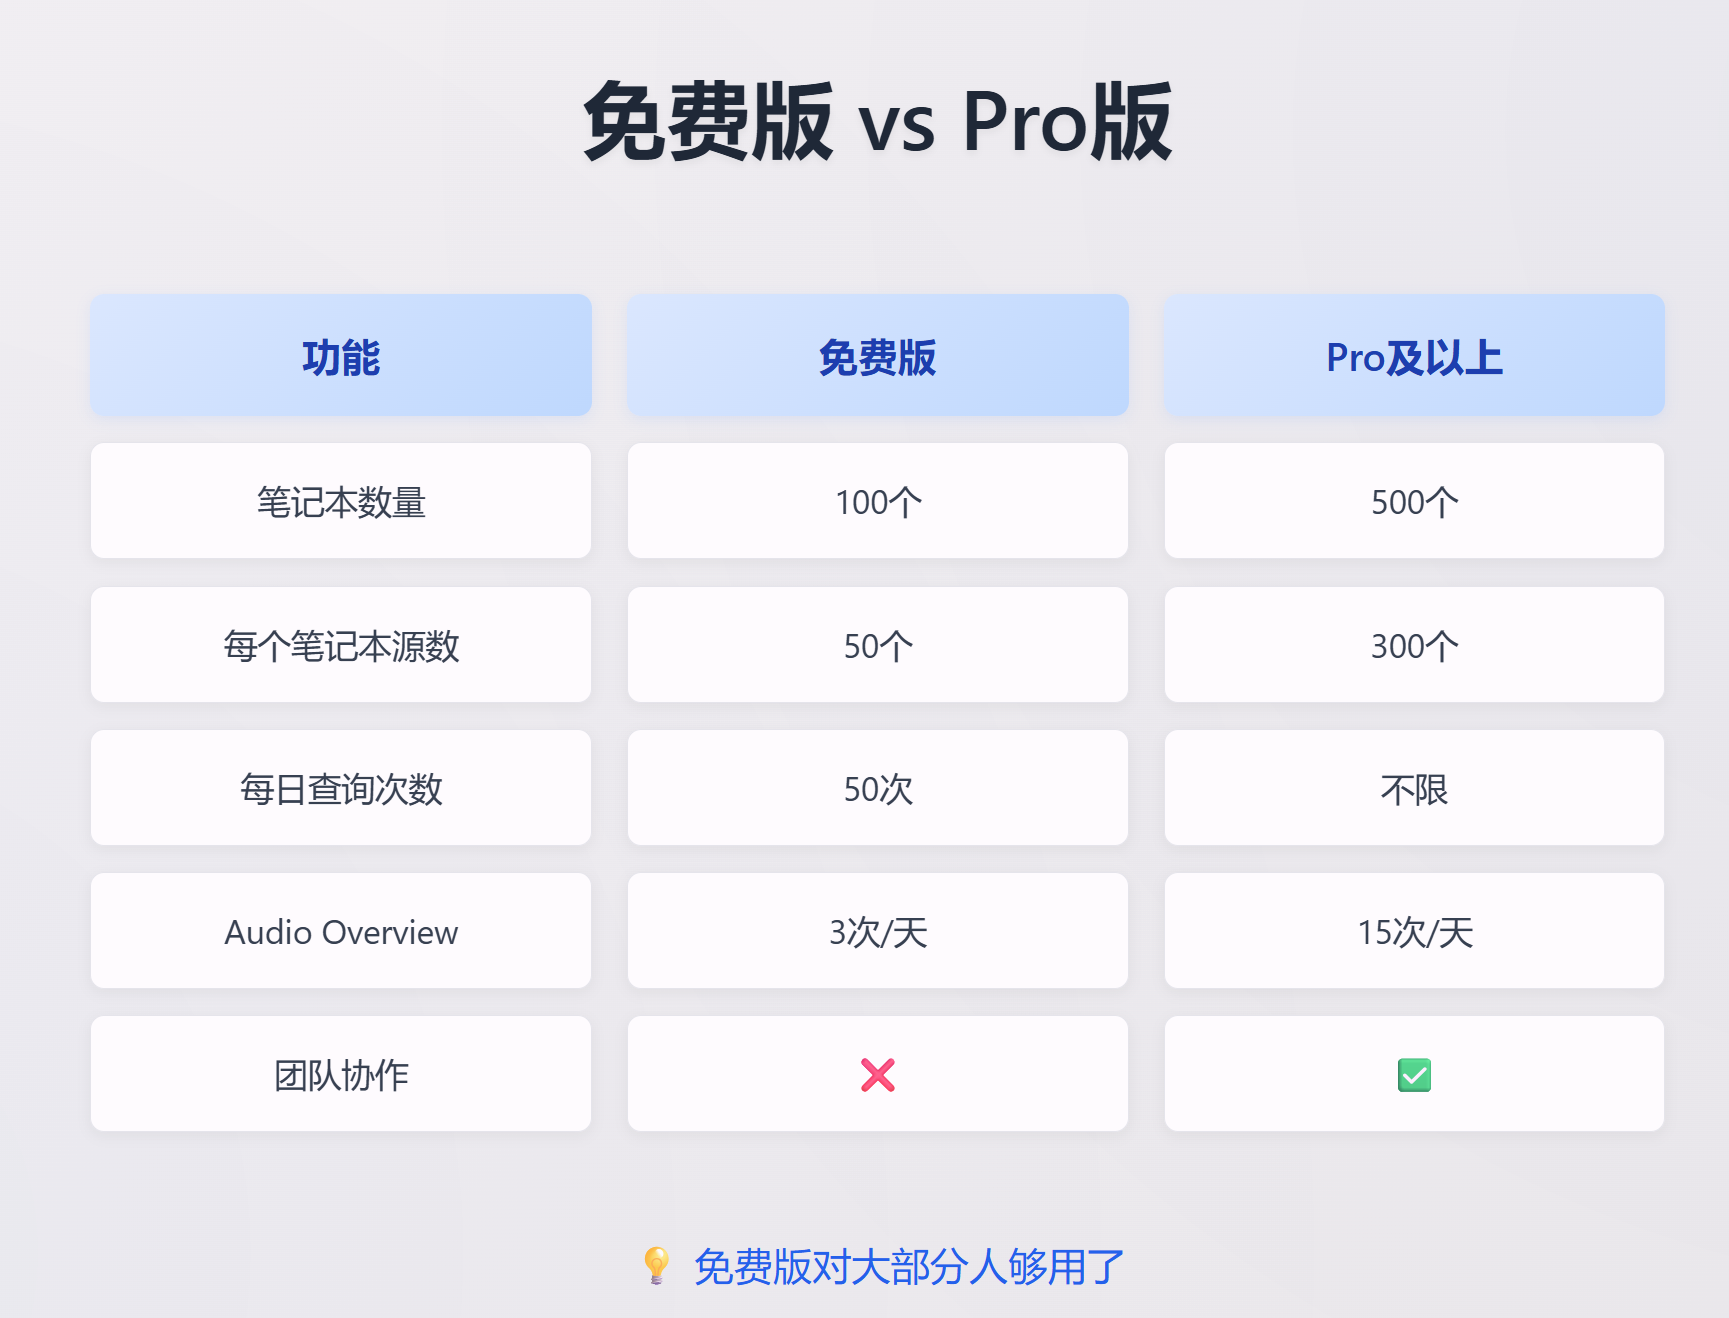 免费版 vs Pro版
功能 免费版 Pro及以上
笔记本数量 100个 500个
每个笔记本源数 50个 300个
每日查询次数 50次 不限
Audio Overview 3次/天 15次/天
团队协作 ❌ ✅
💡 免费版对大部分人够用了